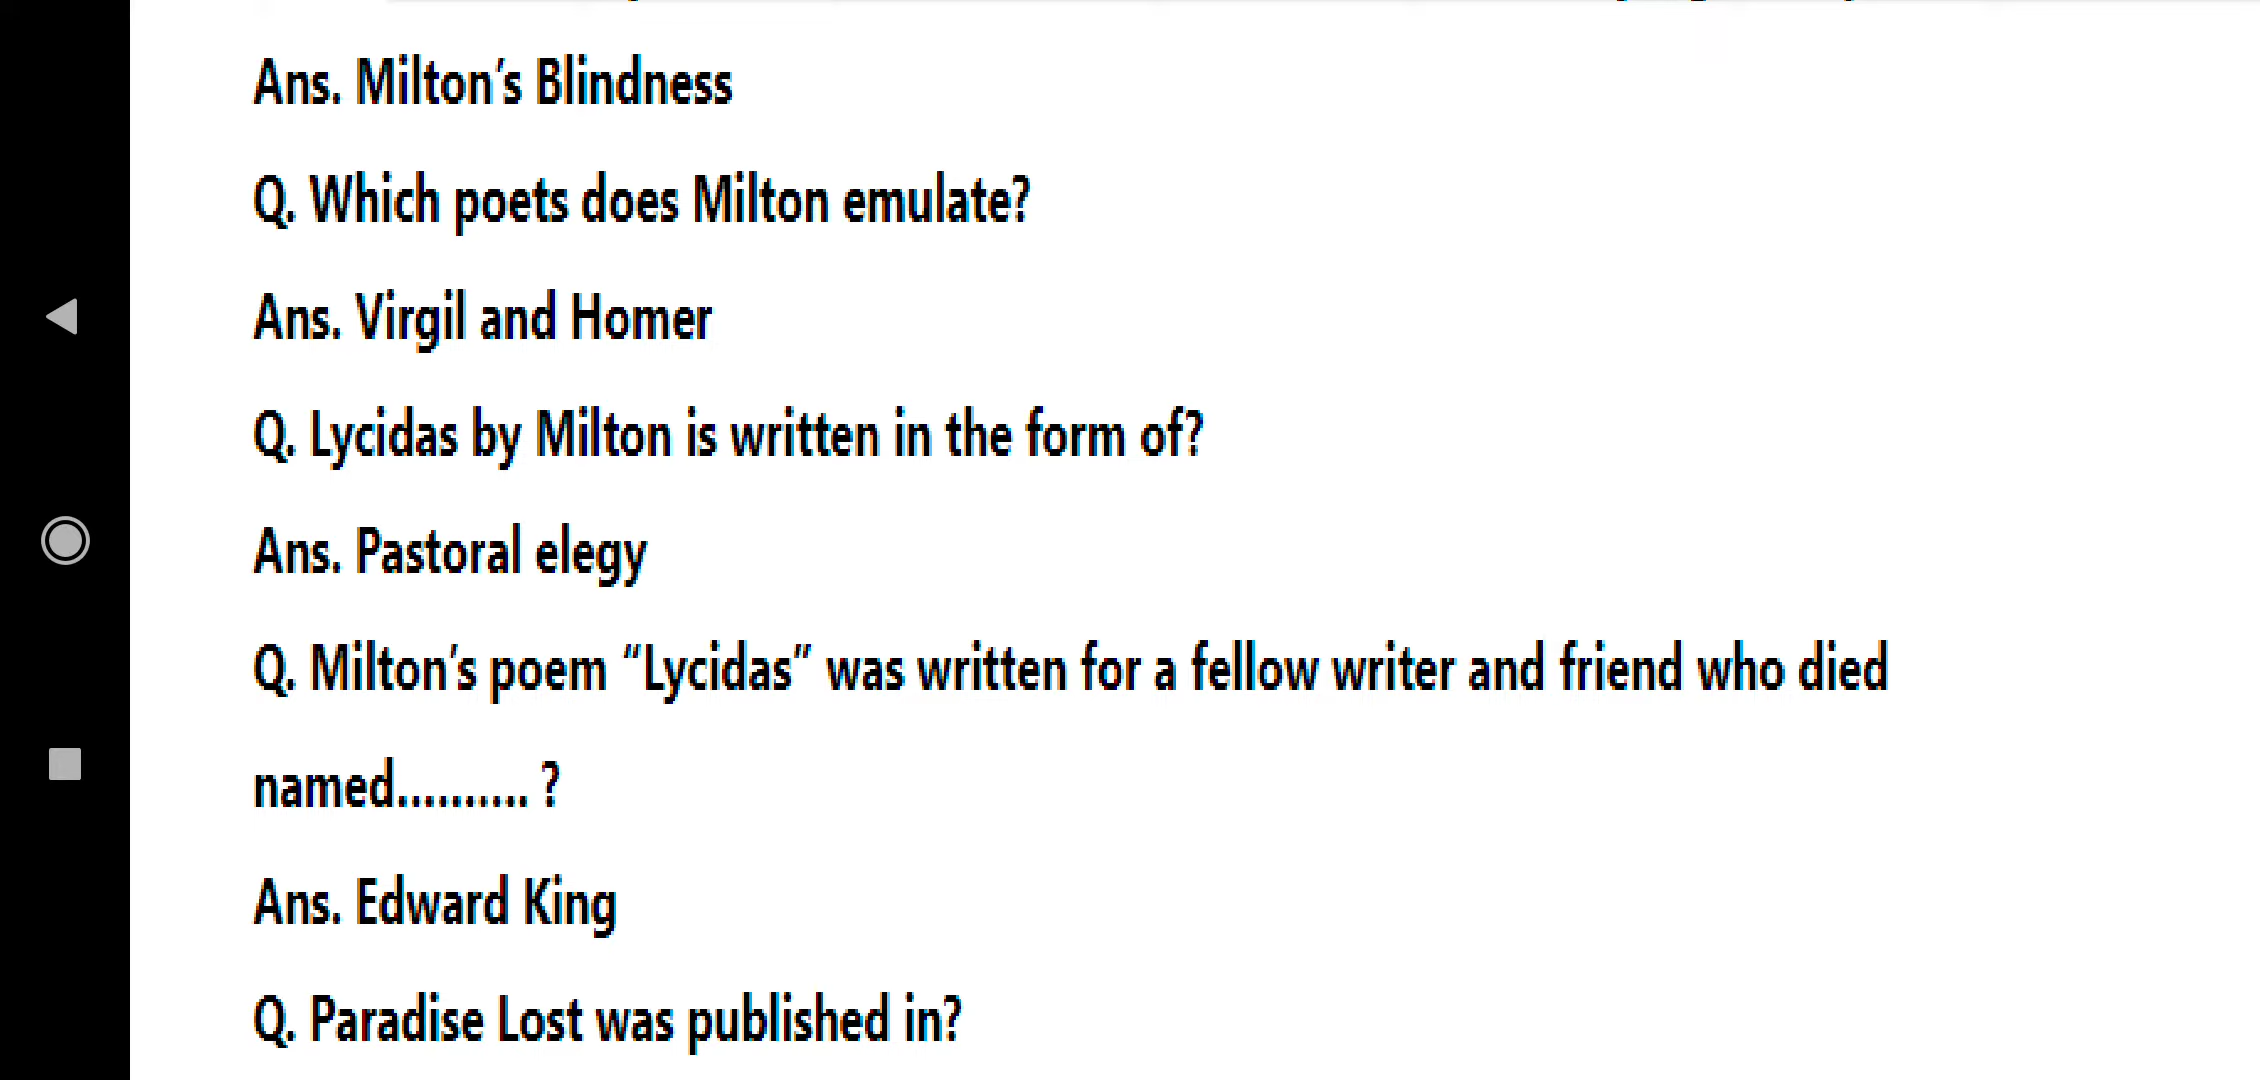 Ans. Milton’s Blindness
Q. Which poets does Milton emulate?
Ans. Virgil and Homer
Q. Lycidas by Milton is written in the form of?
Ans. Pastoral elegy
Q. Milton’s poem “Lycidas” was written for a fellow writer and friend who died
named.......... ?
Ans. Edward King
Q. Paradise Lost was published in?